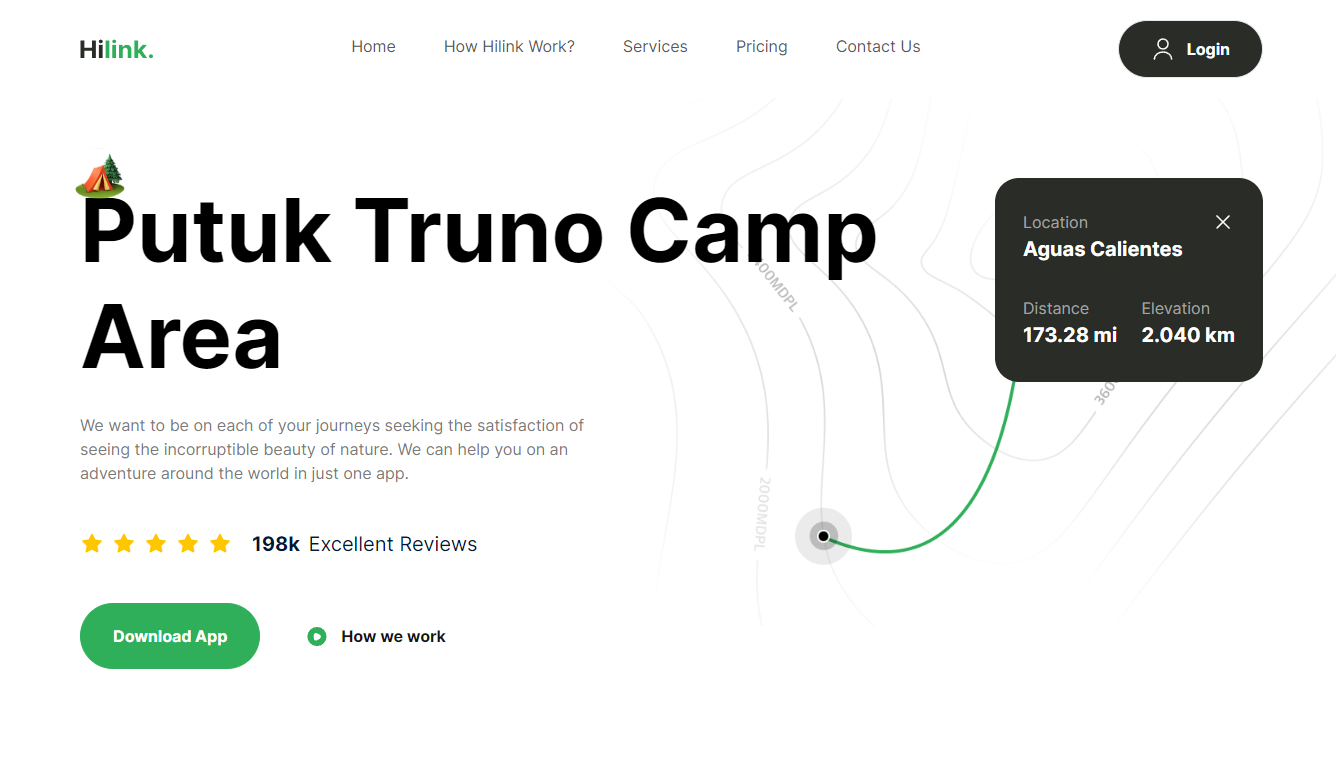 Hilink.
Home
How Hilink Work?
Services
Pricing
Contact Us
Login
Putuk Truno Camp
Area
We want to be on each of your journeys seeking the satisfaction of
seeing the incorruptible beauty of nature. We can help you on an
adventure around the world in just one app.
198k Excellent Reviews
Download App
How we work
Location
Aguas Calientes
Distance
Elevation
173.28 mi
2.040 km
2000MDPL